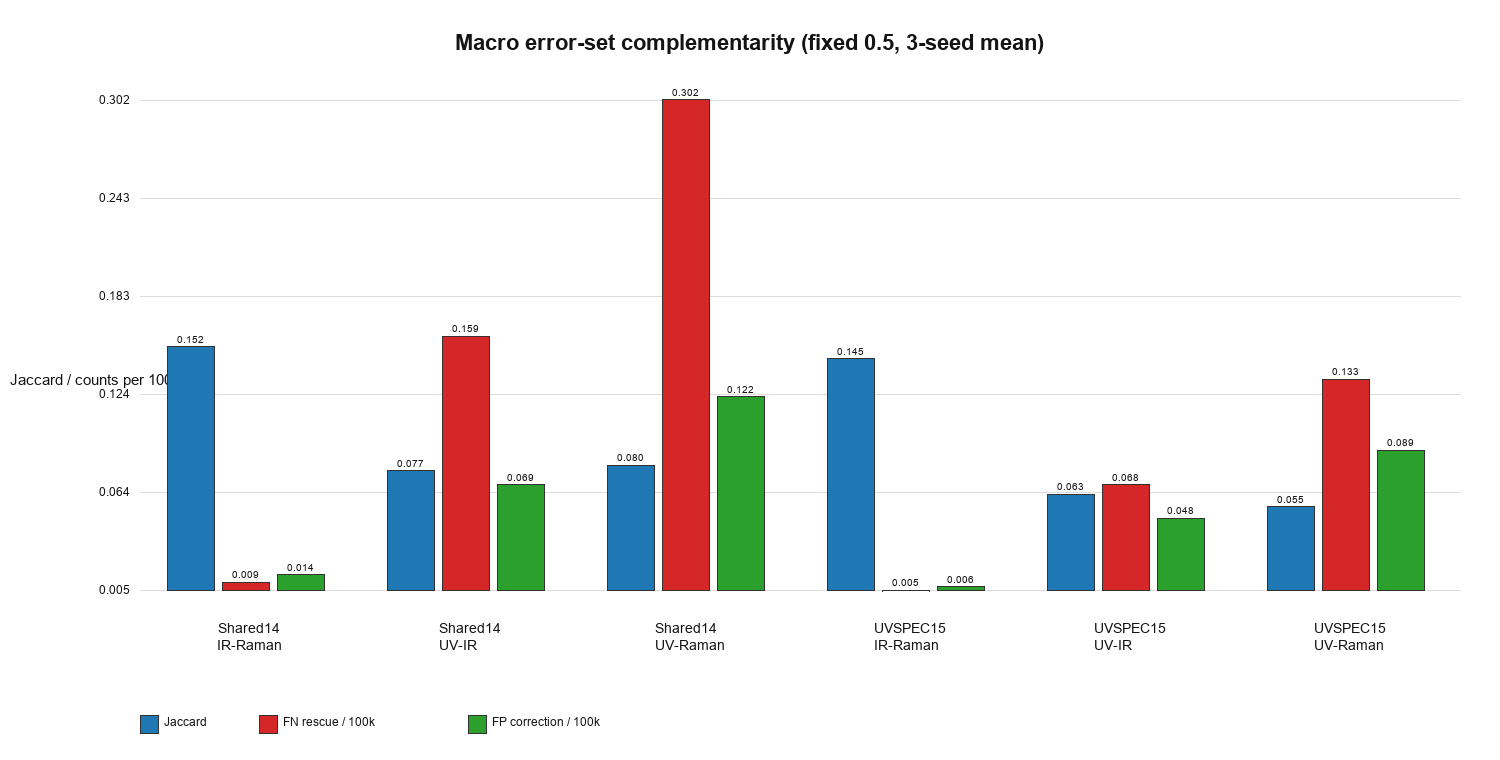 Macro error-set complementarity (fixed 0.5, 3-seed mean)
0.302
0.243
0.183
0.124
0.064
0.005
Jaccard / counts per 100
0.152
0.009
0.014
0.077
0.159
0.069
0.080
0.302
0.122
0.145
0.005
0.006
0.063
0.068
0.048
0.055
0.133
0.089
Shared14
IR-Raman
Shared14
UV-IR
Shared14
UV-Raman
UVSPEC15
IR-Raman
UVSPEC15
UV-IR
UVSPEC15
UV-Raman
Jaccard
FN rescue / 100k
FP correction / 100k